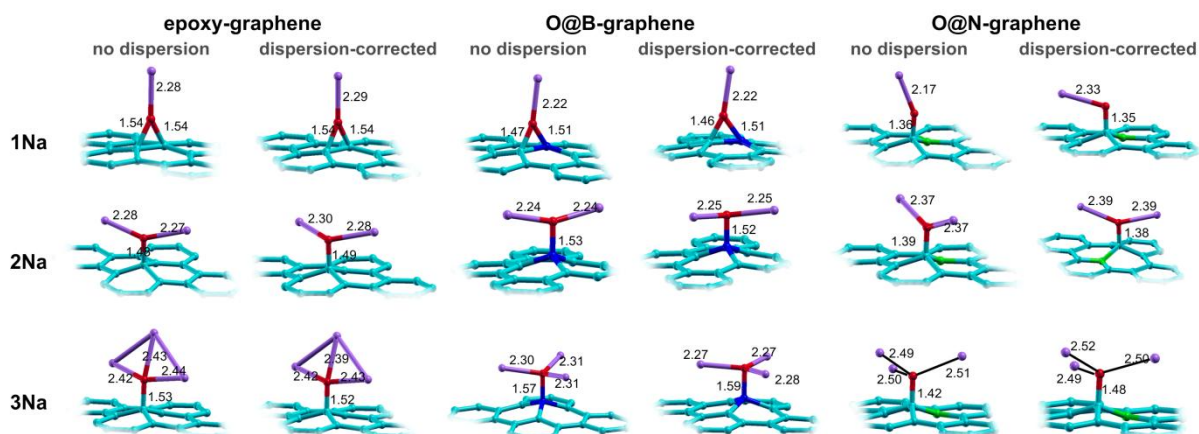 epoxy-graphene O@B-graphene O@N-graphene
no dispersion dispersion-corrected no dispersion dispersion-corrected no dispersion dispersion-corrected
1Na
2.28 2.29 2.22 2.22 2.17 2.33
1.54 1.54 1.54 1.54 1.47 1.51 1.46 1.51 1.36 1.35
2Na
2.28 2.27 2.30 2.28 2.24 2.24 2.25 2.25 2.37 2.37 2.39 2.39
1.48 1.49 1.53 1.52 1.39 1.38
3Na
2.43 2.39 2.30 2.31 2.27 2.27 2.49 2.52 2.50
2.42 2.44 2.42 2.43 2.31 2.28 2.50 2.51 2.49
1.53 1.52 1.57 1.59 1.42 1.48